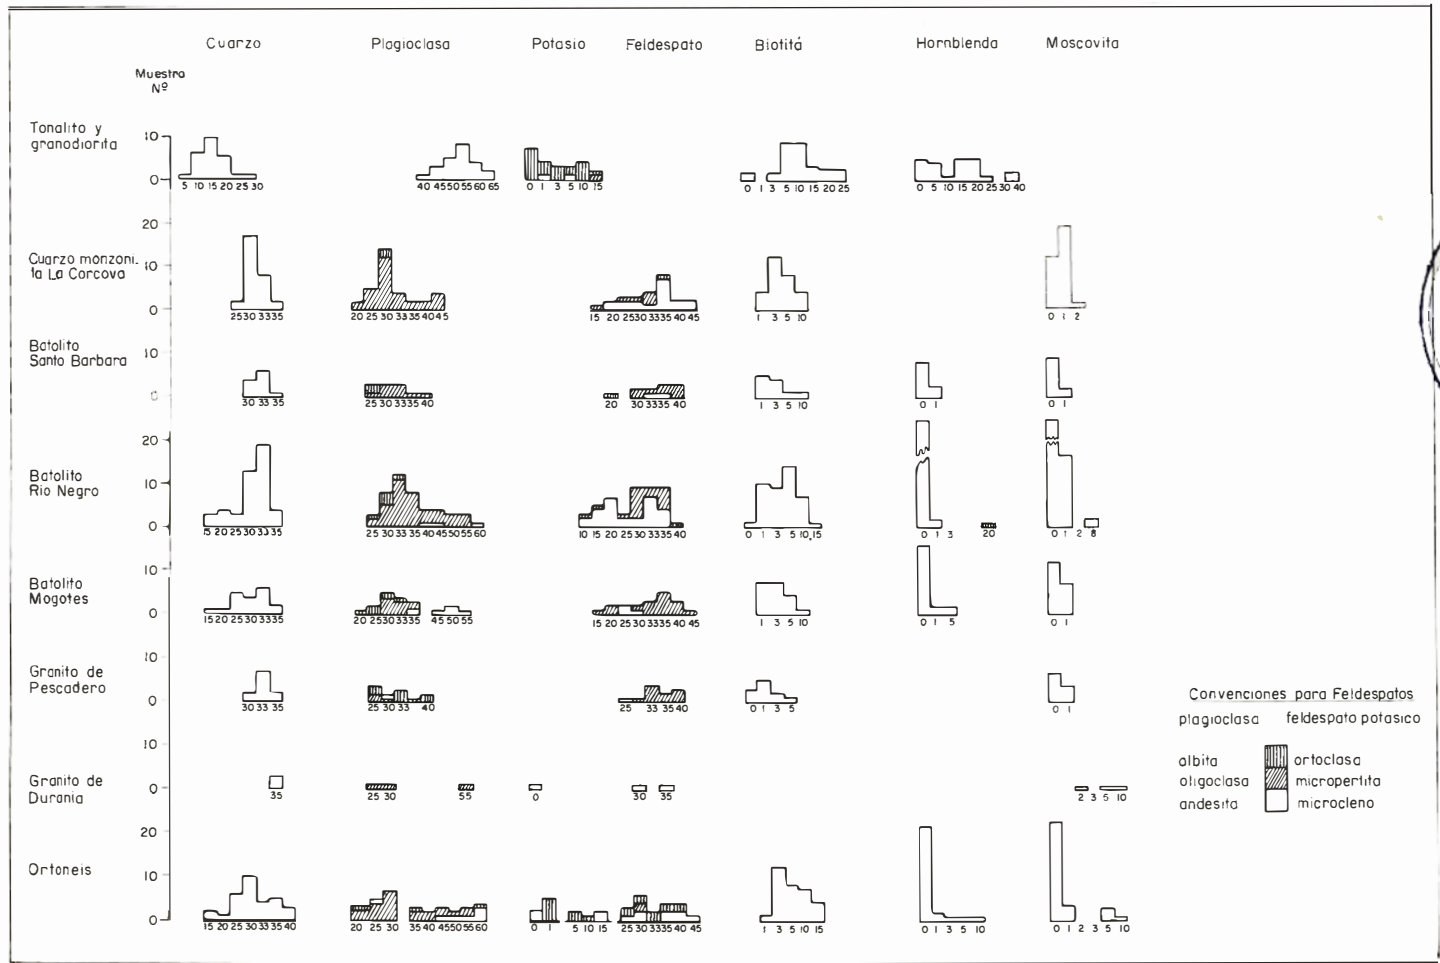 Cuarzo Plagioclasa Potasio Feldespato Biotitá Hornblenda Moscovita
Muestra
Nº
Tonalito y
granodiorita
10
0
5 10 15 20 25 30
40 45 50 55 60 65
0 1 3 5 10 15
0 1 3 5 10 15 20 25
0 5 10 15 20 25 30 40
Cuarzo monzoni.
ta La Corcova
20
10
0
25 30 33 35
20 25 30 33 35 40 45
15 20 25 30 33 35 40 45
1 3 5 10
0 1 2
Batolito
Santo Barbara
10
0
30 33 35
25 30 33 35 40
20 30 33 35 40
1 3 5 10
0 1
0 1
Batolito
Rio Negro
20
10
0
15 20 25 30 33 35
25 30 33 35 40 45 50 55 60
10 15 20 25 30 33 35 40
0 1 3 5 10 15
0 1 3 20
0 1 2 8
Batolito
Mogotes
10
0
15 20 25 30 33 35
20 25 30 33 35 45 50 55
15 20 25 30 33 35 40 45
1 3 5 10
0 1 5
0 1
Granito de
Pescadero
10
0
30 33 35
25 30 33 40
25 33 35 40
0 1 3 5
0 1
Granito de
Durania
10
0
35
25 30 55
0
30 35
2 3 5 10
Ortoneis
20
10
0
15 20 25 30 35 40
20 25 30 35 40 45 50 55 60
0 1 5 10 15
25 30 33 35 40 45
1 3 5 10 15
0 1 3 5 10
0 1 2 3 5 10
Convenciones para Feldespatos
plagioclasa feldespato potasico
albita ortoclasa
oligoclasa micropertita
andesita microcleno